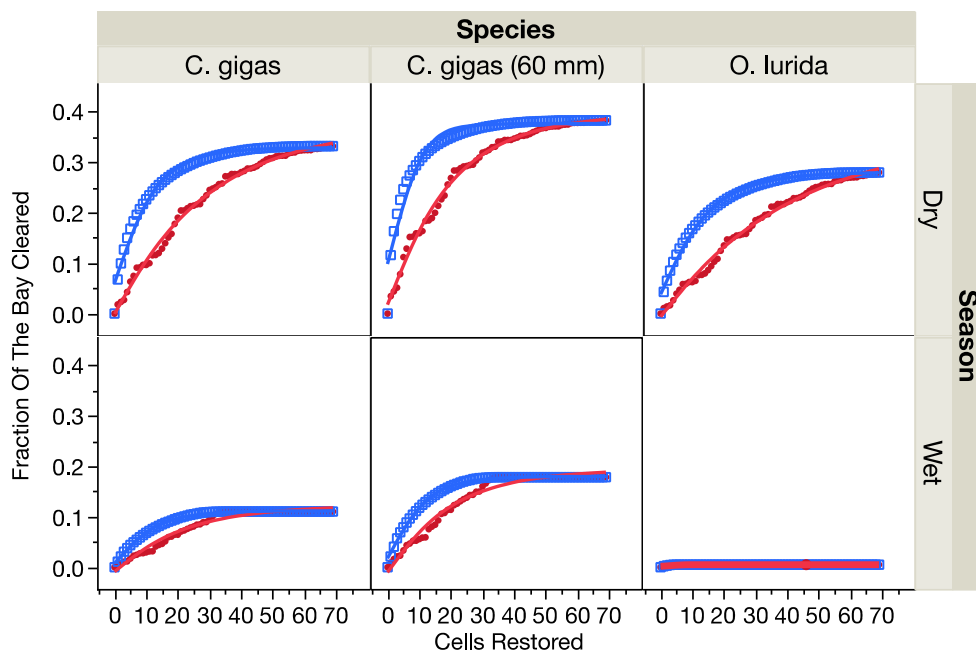 Species
C. gigas
C. gigas (60 mm)
O. lurida
Fraction Of The Bay Cleared
0.4
0.3
0.2
0.1
0.0
Dry
0.4
0.3
0.2
0.1
0.0
Wet
Season
0 10 20 30 40 50 60 70
0 10 20 30 40 50 60 70
0 10 20 30 40 50 60 70
Cells Restored